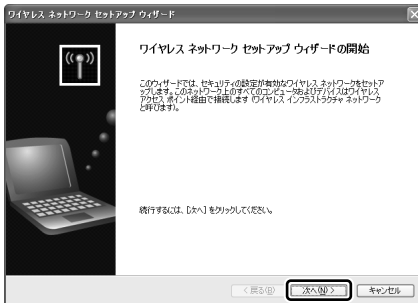 ワイヤレス ネットワーク セットアップ ウィザード
ワイヤレス ネットワーク セットアップ ウィザードの開始
このウィザードでは、セキュリティの設定が有効なワイヤレス ネットワークをセットア
ップします。このネットワーク上のすべてのコンピュータおよびデバイスはワイヤレス
アクセス ポイント経由で接続します (ワイヤレス インフラストラクチャ ネットワーク
と呼びます)。
続行するには、[次へ] をクリックしてください。
< 戻る(B)
次へ(N) >
キャンセル